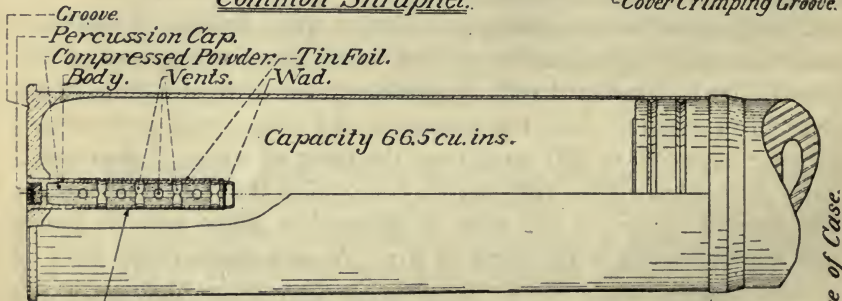 Common Shrapnel.
Cover Crimping Groove.
Groove.
Percussion Cap.
Compressed Powder. Tin Foil.
Body. Vents. Wad.
Capacity 66.5 cu. ins.
of Case.